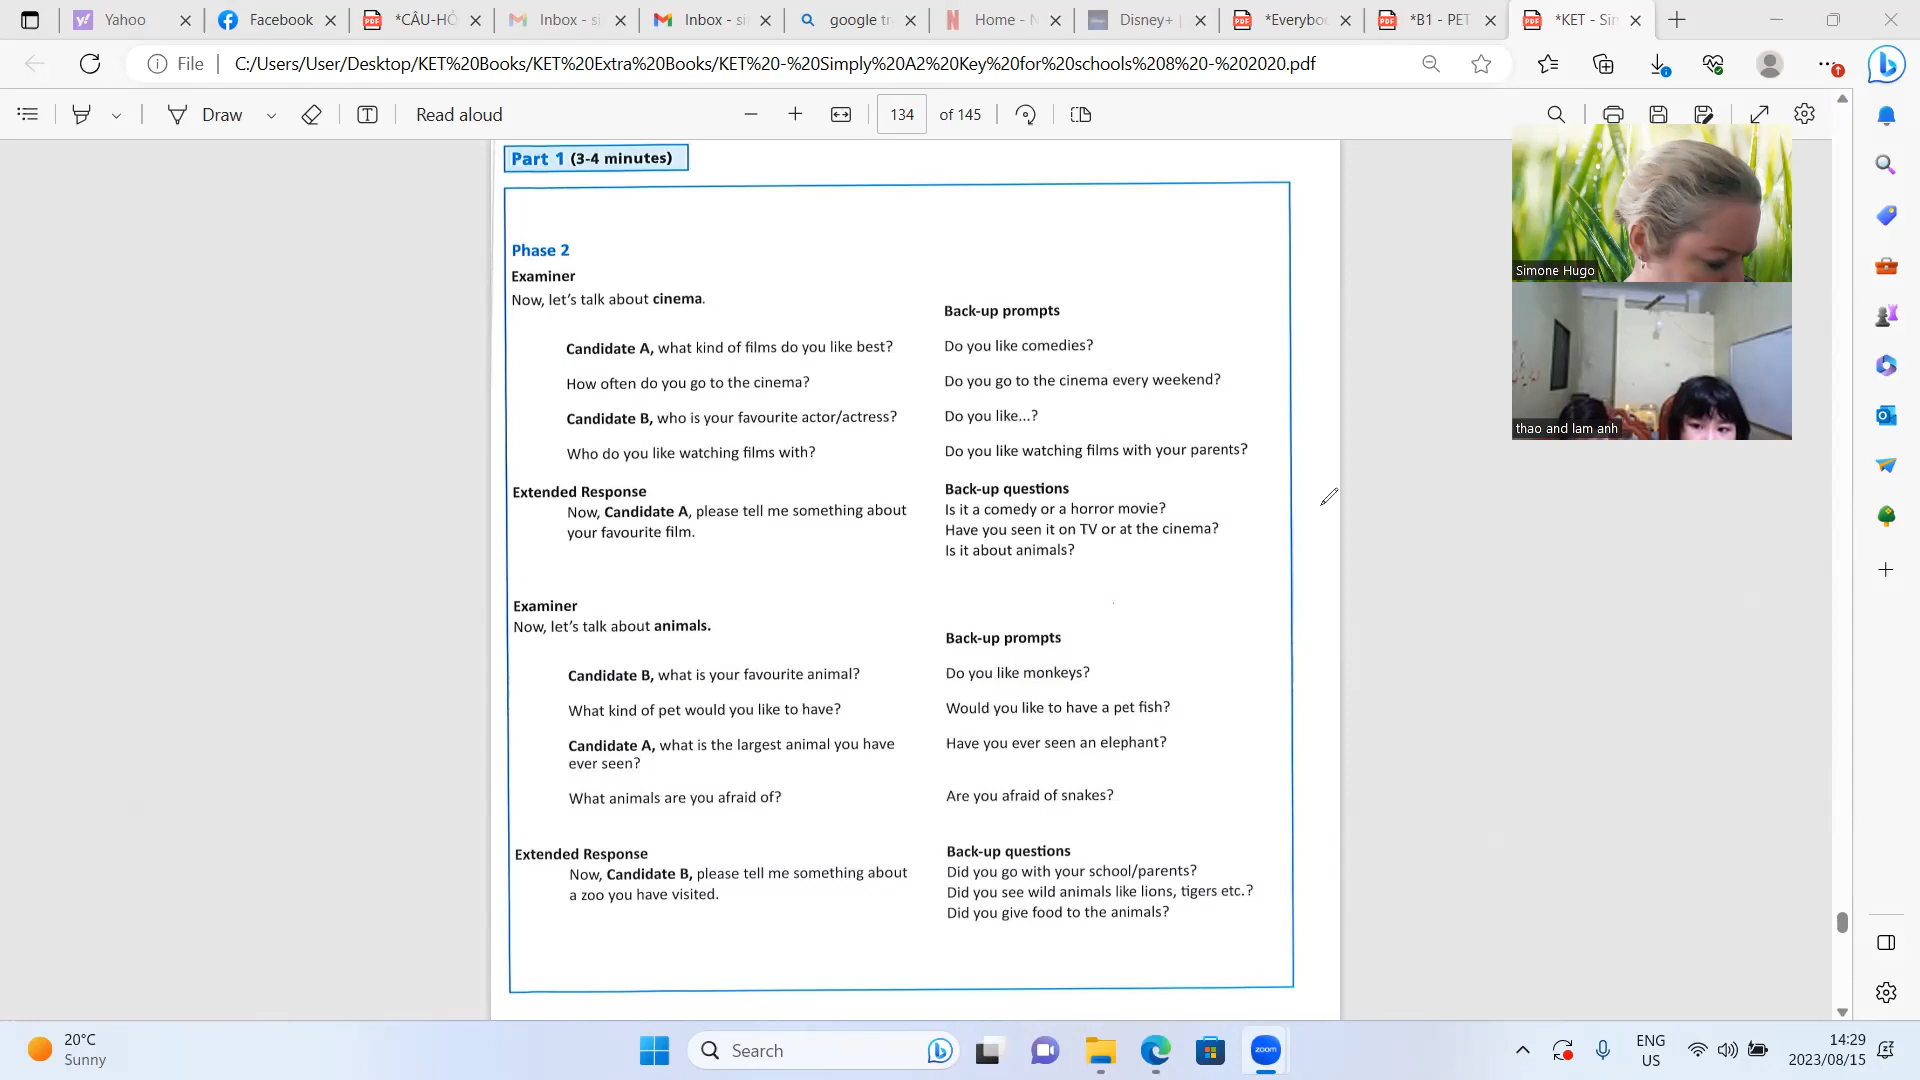 Yahoo
Facebook
*CÂU-HỎ
Inbox - si
Inbox - si
google tr
Home - N
Disney+ |
*Everybo
*B1 - PET
*KET - Sim
File
C:/Users/User/Desktop/KET%20Books/KET%20Extra%20Books/KET%20-%20Simply%20A2%20Key%20for%20schools%208%20-%202020.pdf
Draw
Read aloud
134 of 145
Part 1 (3-4 minutes)
Phase 2
Examiner
Now, let's talk about cinema.
Back-up prompts
Candidate A, what kind of films do you like best?
Do you like comedies?
How often do you go to the cinema?
Do you go to the cinema every weekend?
Candidate B, who is your favourite actor/actress?
Do you like...?
Who do you like watching films with?
Do you like watching films with your parents?
Extended Response
Now, Candidate A, please tell me something about
your favourite film.
Back-up questions
Is it a comedy or a horror movie?
Have you seen it on TV or at the cinema?
Is it about animals?
Examiner
Now, let's talk about animals.
Back-up prompts
Candidate B, what is your favourite animal?
Do you like monkeys?
What kind of pet would you like to have?
Would you like to have a pet fish?
Candidate A, what is the largest animal you have
ever seen?
Have you ever seen an elephant?
What animals are you afraid of?
Are you afraid of snakes?
Extended Response
Now, Candidate B, please tell me something about
a zoo you have visited.
Back-up questions
Did you go with your school/parents?
Did you see wild animals like lions, tigers etc.?
Did you give food to the animals?
Simone Hugo
thao and lam anh
20°C
Sunny
Search
zoom
ENG
US
14:29
2023/08/15